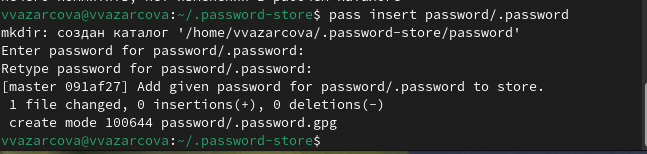 vvazarcova@vvazarcova:~/.password-store$ pass insert password/.password
mkdir: создан каталог '/home/vvazarcova/.password-store/password'
Enter password for password/.password:
Retype password for password/.password:
[master 091af27] Add given password for password/.password to store.
1 file changed, 0 insertions(+), 0 deletions(-)
create mode 100644 password/.password.gpg
vvazarcova@vvazarcova:~/.password-store$